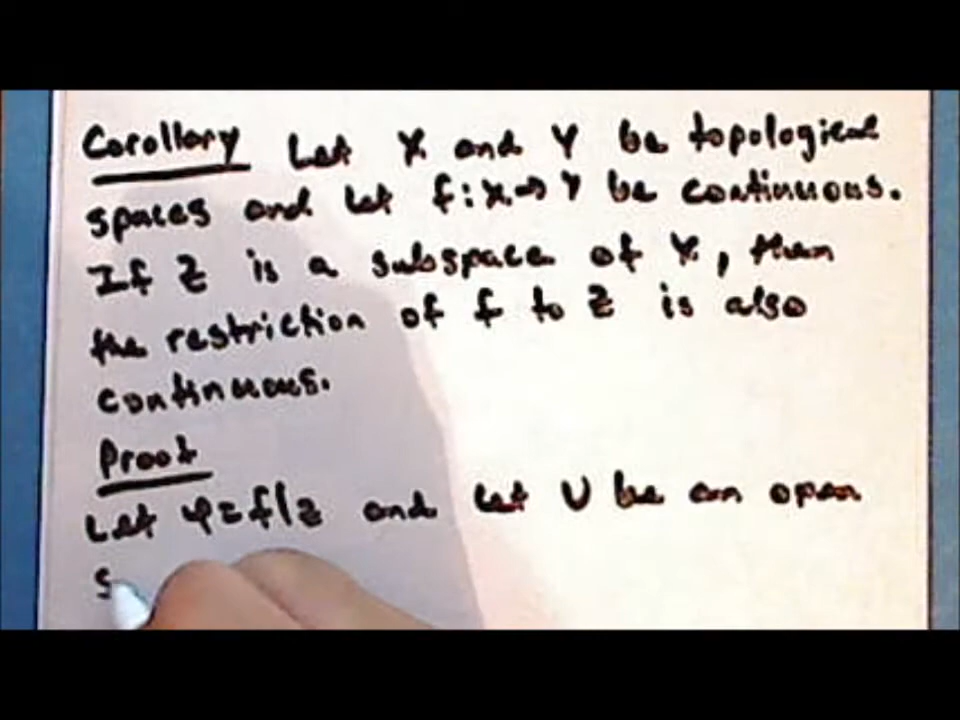 Corollary Let X and Y be topological
spaces and let f: X → Y be continuous.
If Z is a subspace of X, then
the restriction of f to Z is also
continuous.
Proof
Let φ = f|Z and let U be an open
s